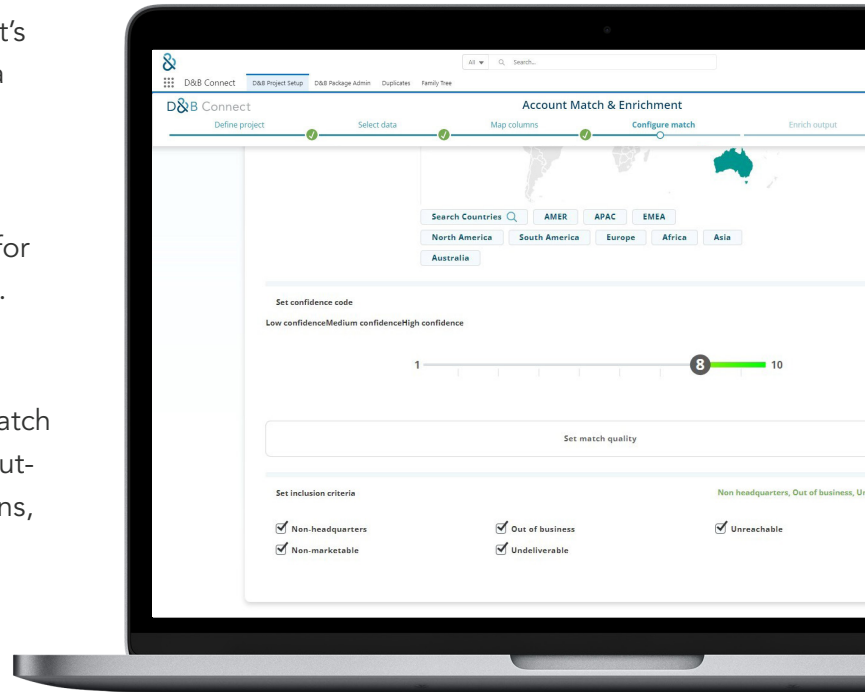 t's
a
for
.
atch
ut-
ns,
&
All Search...
D&B Connect D&B Project Setup D&B Package Admin Duplicates Family Tree
D&B Connect
Account Match & Enrichment
Define project Select data Map columns Configure match Enrich output
Search Countries AMER APAC EMEA
North America South America Europe Africa Asia
Australia
Set confidence code
Low confidenceMedium confidenceHigh confidence
1 8 10
Set match quality
Set inclusion criteria Non headquarters, Out of business, Un
Non-headquarters Out of business Unreachable
Non-marketable Undeliverable